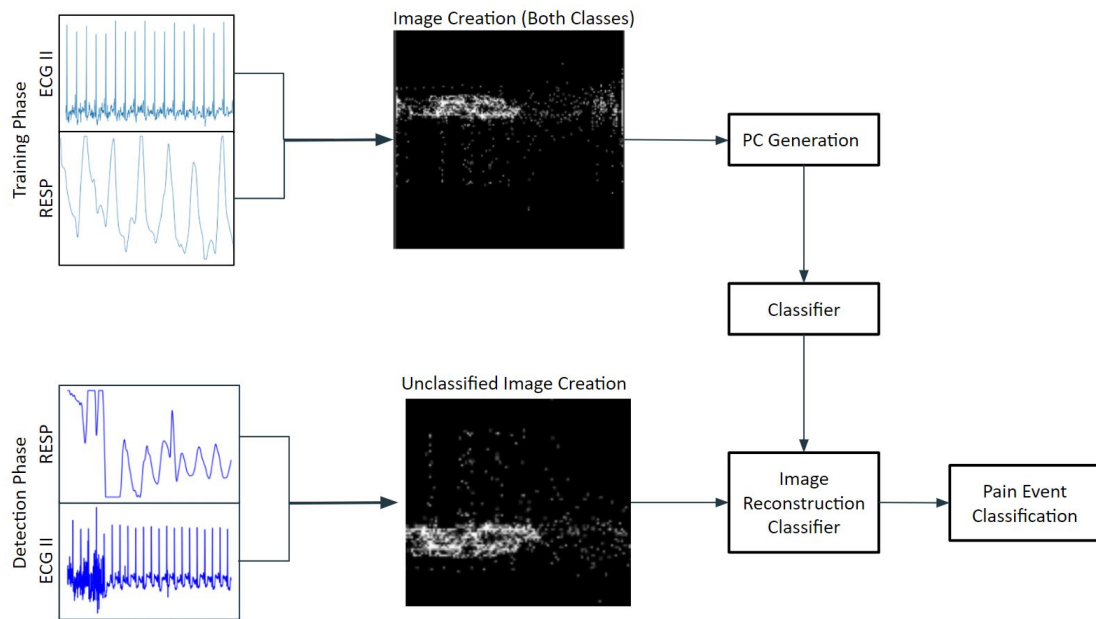 Image Creation (Both Classes)
Training Phase
ECG II
RESP
PC Generation
Classifier
Unclassified Image Creation
Detection Phase
RESP
ECG II
Image
Reconstruction
Classifier
Pain Event
Classification